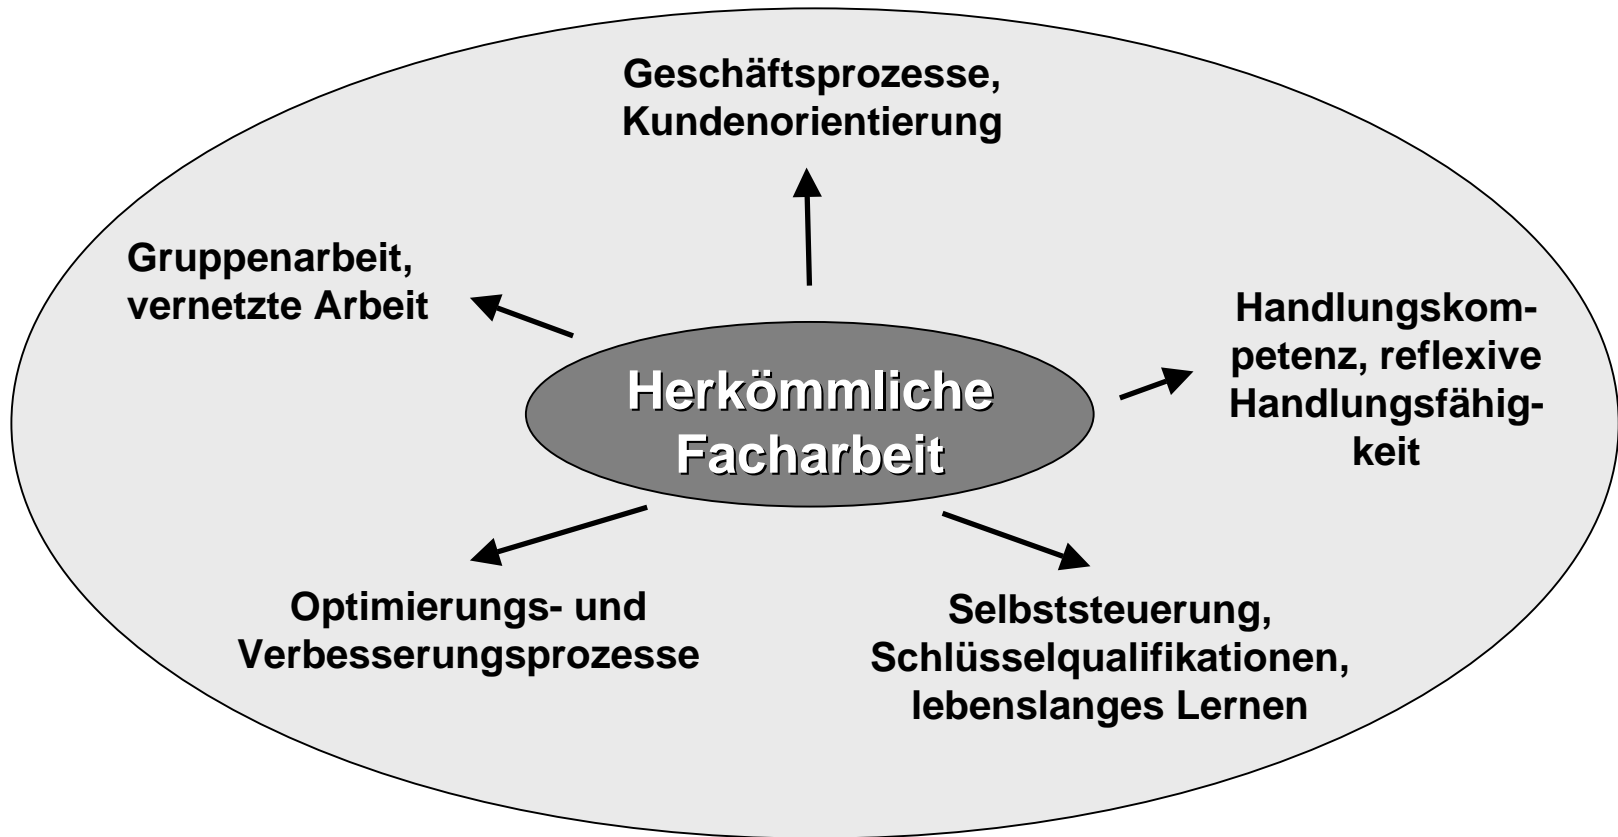 Geschäftsprozesse,
Kundenorientierung
Gruppenarbeit,
vernetzte Arbeit
Handlungskom-
petenz, reflexive
Handlungsfähig-
keit
Herkömmliche
Facharbeit
Optimierungs- und
Verbesserungsprozesse
Selbststeuerung,
Schlüsselqualifikationen,
lebenslanges Lernen